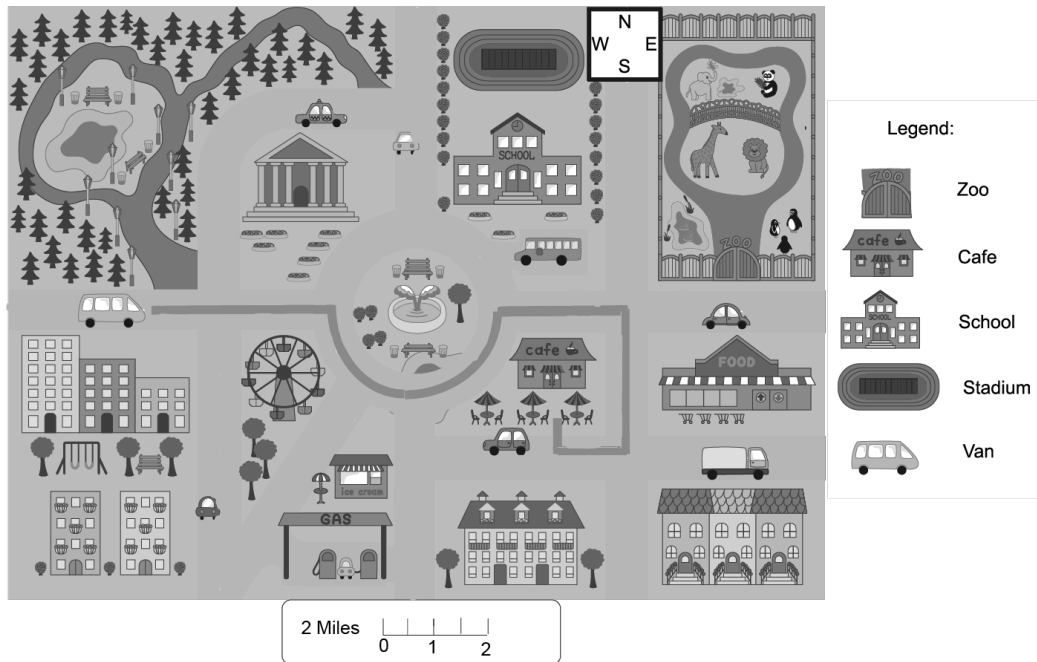 N
W E
S
SCHOOL
ZOO
cafe
FOOD
ice cream
GAS
Legend:
ZOO
Zoo
cafe
Cafe
SCHOOL
School
Stadium
Van
2 Miles
0 1 2